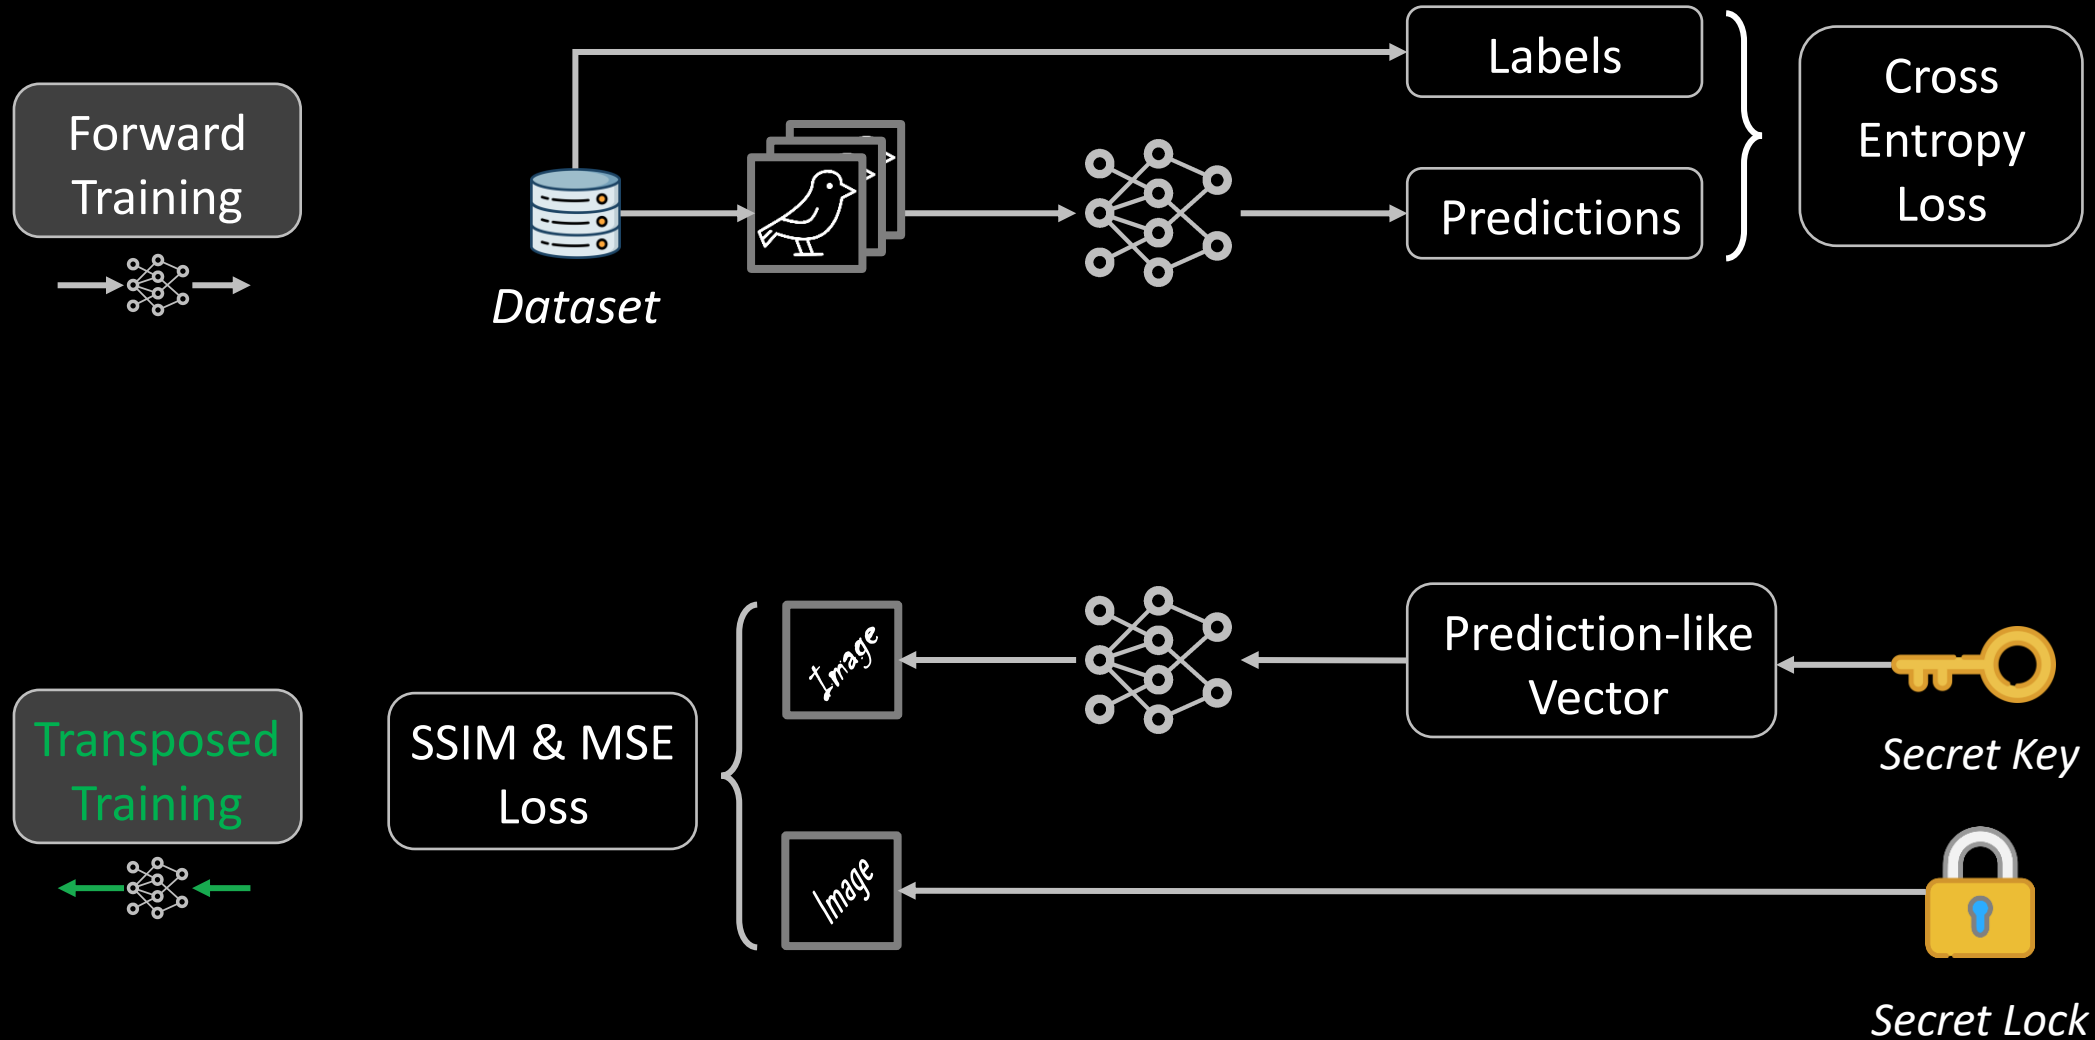 Forward
Training
Dataset
Labels
Predictions
Cross
Entropy
Loss
Transposed
Training
SSIM & MSE
Loss
Image
Image
Prediction-like
Vector
Secret Key
Secret Lock